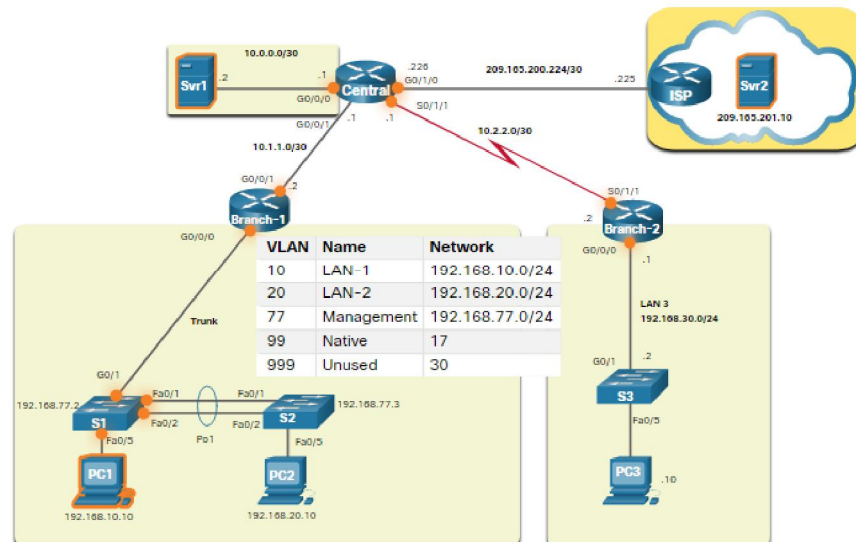 10.0.0.0/30
Svr1
.2
.1
G0/0/0
Central
.226
G0/1/0
209.165.200.224/30
.225
ISP
Svr2
209.165.201.10
G0/0/1
.1
.1
S0/1/1
10.1.1.0/30
10.2.2.0/30
G0/0/1
.2
Branch-1
G0/0/0
S0/1/1
.2
Branch-2
G0/0/0
.1
VLAN Name Network
10 LAN-1 192.168.10.0/24
20 LAN-2 192.168.20.0/24
77 Management 192.168.77.0/24
99 Native 17
999 Unused 30
Trunk
LAN 3
192.168.30.0/24
G0/1
192.168.77.2
S1
Fa0/1
Fa0/2
Po1
Fa0/1
Fa0/2
S2
192.168.77.3
Fa0/5
PC1
192.168.10.10
Fa0/5
PC2
192.168.20.10
G0/1
.2
S3
Fa0/5
PC3
.10